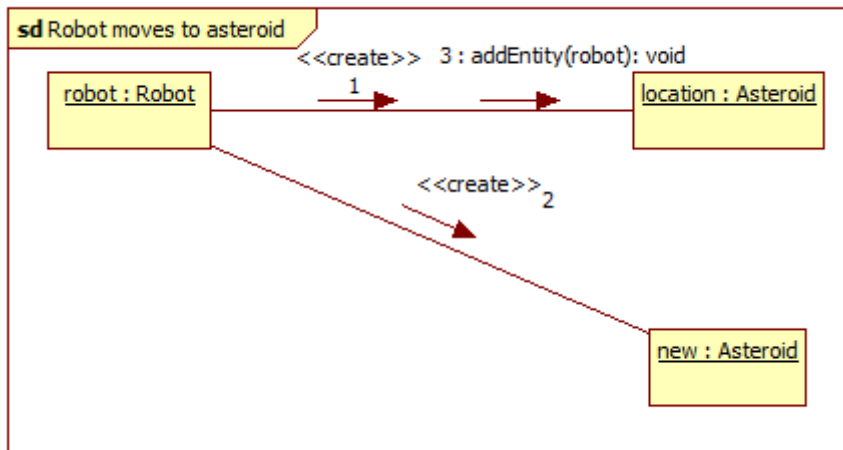 sd Robot moves to asteroid
<<create>> 3 : addEntity(robot): void
1
robot : Robot
location : Asteroid
<<create>>
2
new : Asteroid